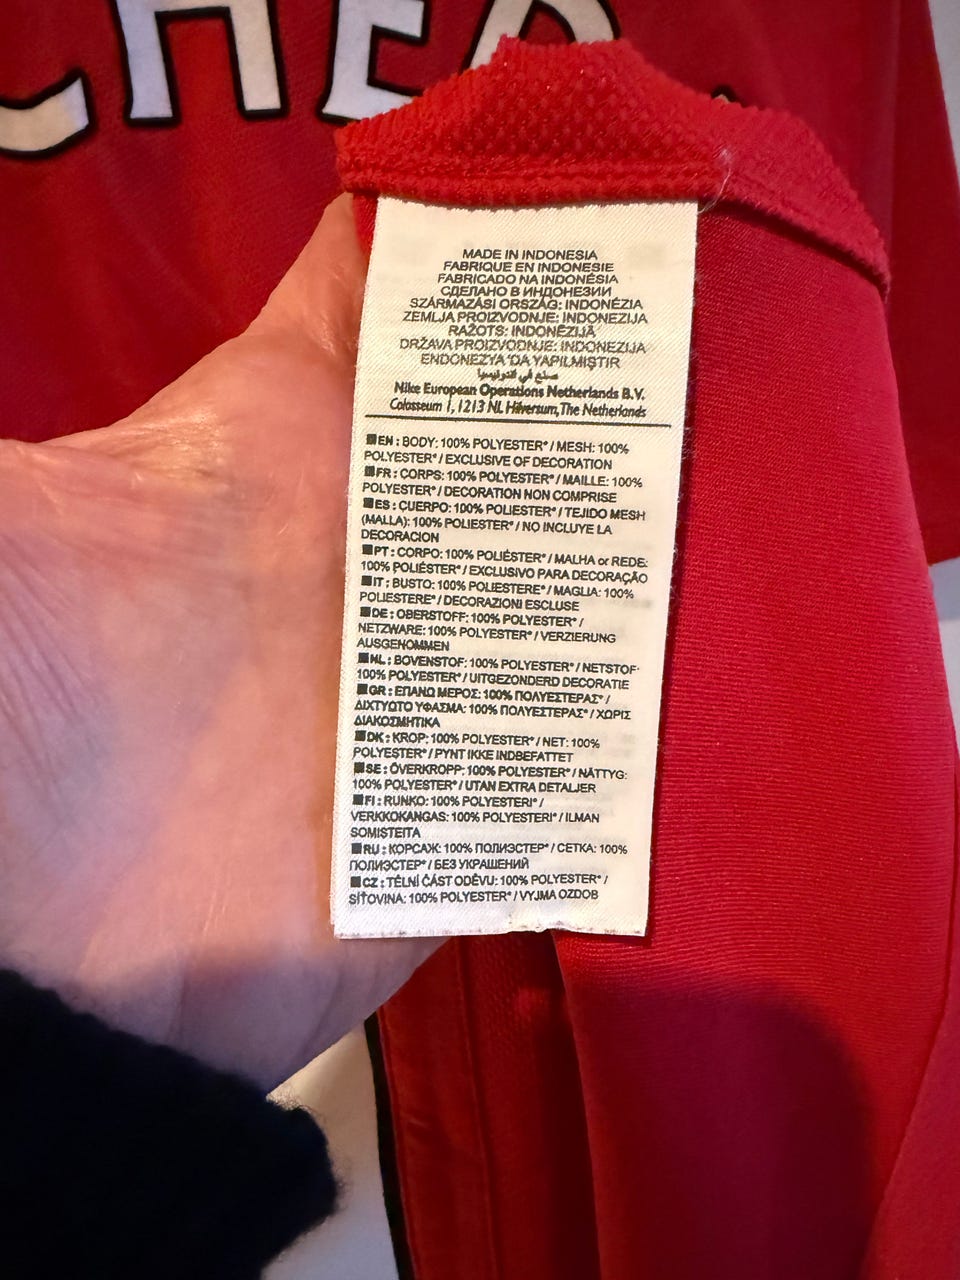 CHER
MADE IN INDONESIA
FABRIQUE EN INDONESIE
FABRICADO NA INDONÉSIA
СДЕЛАНО В ИНДОНЕЗИИ
SZÁRMAZÁSI ORSZÁG: INDONÉZIA
ZEMLJA PROIZVODNJE: INDONEZIJA
RAŽOTS: INDONĒZIJĀ
DRŽAVA PROIZVODNJE: INDONEZIJA
ENDONEZYA 'DA YAPILMIŞTIR
صنع في اندونيسيا
Nike European Operations Netherlands B.V.
Colosseum 1, 1213 NL Hilversum, The Netherlands
EN : BODY: 100% POLYESTER* / MESH: 100%
POLYESTER* / EXCLUSIVE OF DECORATION
FR : CORPS: 100% POLYESTER* / MAILLE: 100%
POLYESTER* / DECORATION NON COMPRISE
ES : CUERPO: 100% POLIESTER* / TEJIDO MESH
(MALLA): 100% POLIESTER* / NO INCLUYE LA
DECORACION
PT : CORPO: 100% POLIÉSTER* / MALHA or REDE:
100% POLIÉSTER* / EXCLUSIVO PARA DECORAÇÃO
IT : BUSTO: 100% POLIESTERE* / MAGLIA: 100%
POLIESTERE* / DECORAZIONI ESCLUSE
DE : OBERSTOFF: 100% POLYESTER* /
NETZWARE: 100% POLYESTER* / VERZIERUNG
AUSGENOMMEN
NL : BOVENSTOF: 100% POLYESTER* / NETSTOF:
100% POLYESTER* / UITGEZONDERD DECORATIE
GR : ΕΠΑΝΩ ΜΕΡΟΣ: 100% ΠΟΛΥΕΣΤΕΡΑΣ* /
ΔΙΧΤΥΩΤΟ ΥΦΑΣΜΑ: 100% ΠΟΛΥΕΣΤΕΡΑΣ* / ΧΩΡΙΣ
ΔΙΑΚΟΣΜΗΤΙΚΑ
DK : KROP: 100% POLYESTER* / NET: 100%
POLYESTER* / PYNT IKKE INDBEFATTET
SE : ÖVERKROPP: 100% POLYESTER* / NÄTTYG:
100% POLYESTER* / UTAN EXTRA DETALJER
FI : RUNKO: 100% POLYESTERI* /
VERKKOKANGAS: 100% POLYESTERI* / ILMAN
SOMISTEITA
RU : КОРСАЖ: 100% ПОЛИЭСТЕР* / СЕТКА: 100%
ПОЛИЭСТЕР* / БЕЗ УКРАШЕНИЙ
CZ : TĚLNÍ ČÁST ODĚVU: 100% POLYESTER* /
SÍŤOVINA: 100% POLYESTER* / VYJMA OZDOB